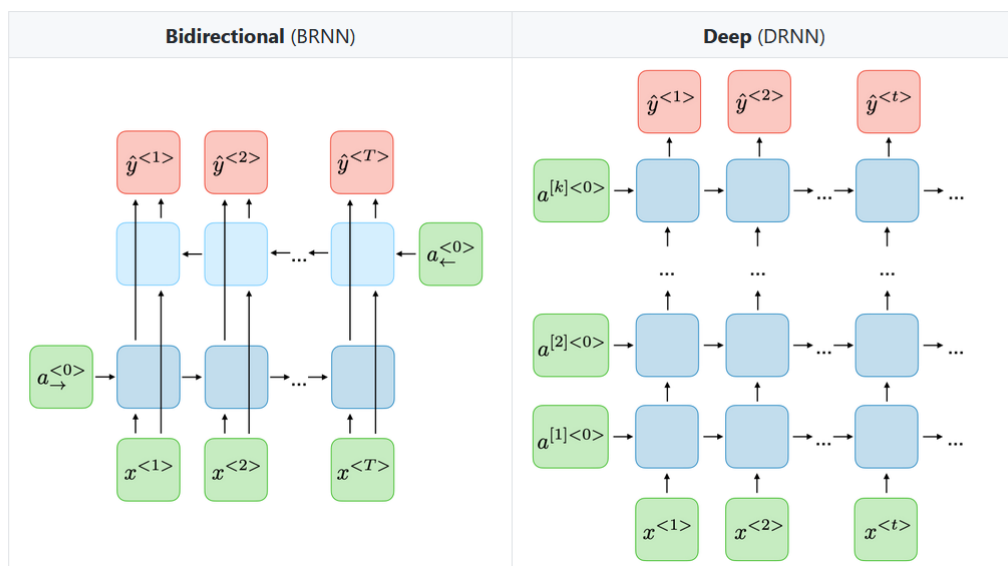 Bidirectional (BRNN)
ŷ<1> ŷ<2> ŷ<T>
... a←<0>
a→<0> ...
x<1> x<2> x<T>
Deep (DRNN)
ŷ<1> ŷ<2> ŷ<t>
a[k]<0> ... ...
... ... ...
a[2]<0> ... ...
a[1]<0> ... ...
x<1> x<2> x<t>